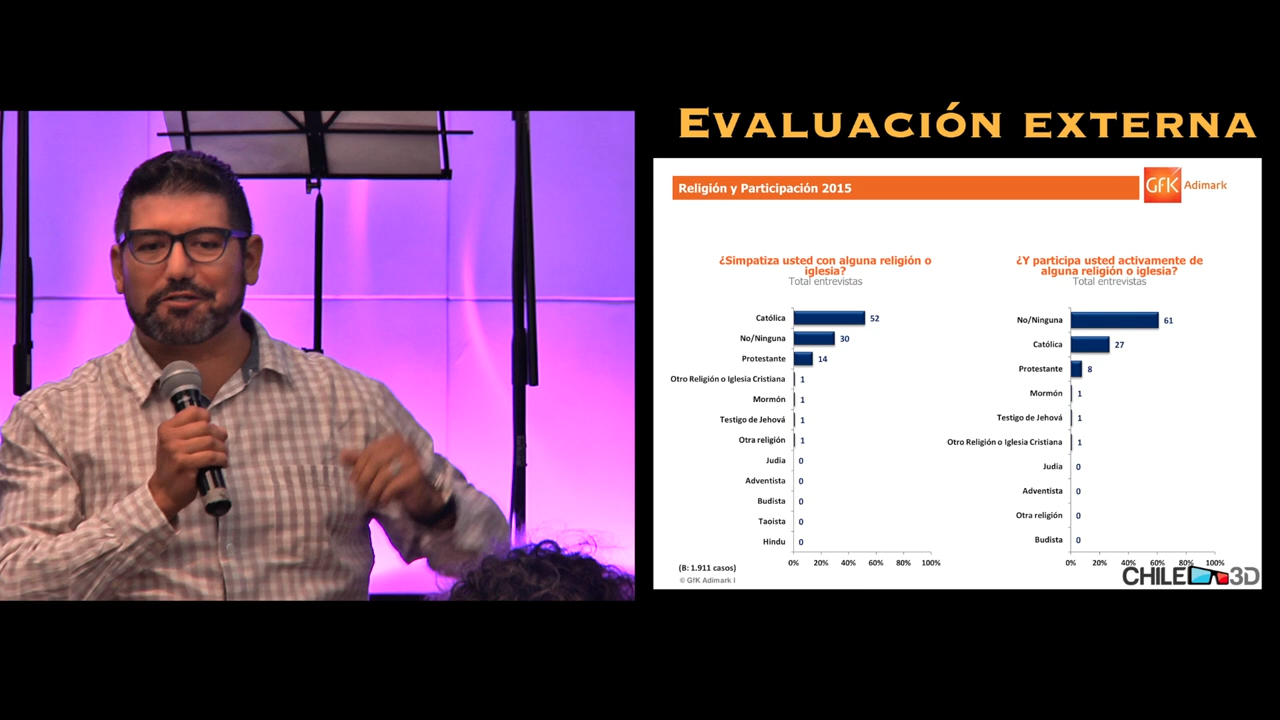 EVALUACIÓN EXTERNA
Religión y Participación 2015
GfK Adimark
¿Simpatiza usted con alguna religión o
iglesia?
Total entrevistas
Católica 52
No/Ninguna 30
Protestante 14
Otro Religión o Iglesia Cristiana 1
Mormón 1
Testigo de Jehová 1
Otra religión 1
Judia 0
Adventista 0
Budista 0
Taoista 0
Hindu 0
0% 20% 40% 60% 80% 100%
(B: 1.911 casos)
© GfK Adimark I
¿Y participa usted activamente de
alguna religión o iglesia?
Total entrevistas
No/Ninguna 61
Católica 27
Protestante 8
Mormón 1
Testigo de Jehová 1
Otro Religión o Iglesia Cristiana 1
Judia 0
Adventista 0
Otra religión 0
Budista 0
0% 20% 40% 60% 80% 100%
CHILE 3D